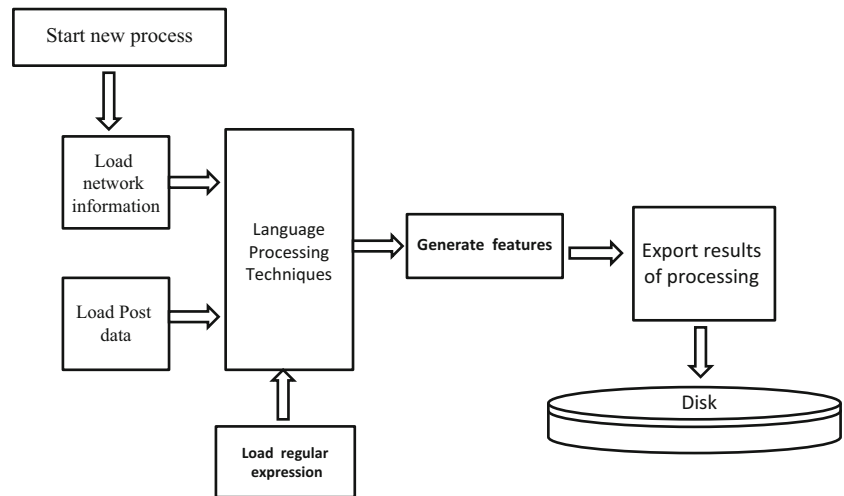 Start new process
Load
network
information
Load Post
data
Language
Processing
Techniques
Load regular
expression
Generate features
Export results
of processing
Disk